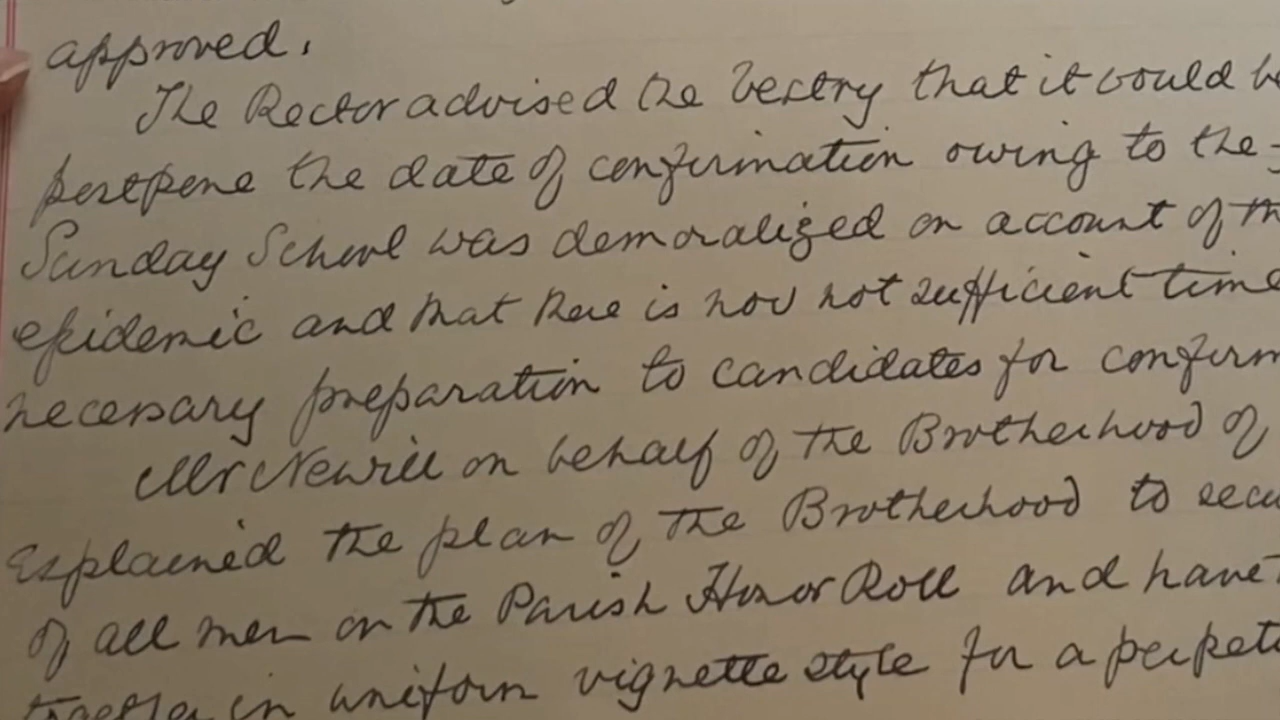 approved.
The Rector advised the Vestry that it would be
postpone the date of confirmation owing to the
Sunday School was demoralized on account of th
epidemic and that there is now not sufficient time
necessary preparation to candidates for confirm
Mr Newill on behalf of the Brotherhood of
Explained the plan of the Brotherhood to secu
of all men on the Parish Honor Roll and have
together in uniform vignette style for a perpet